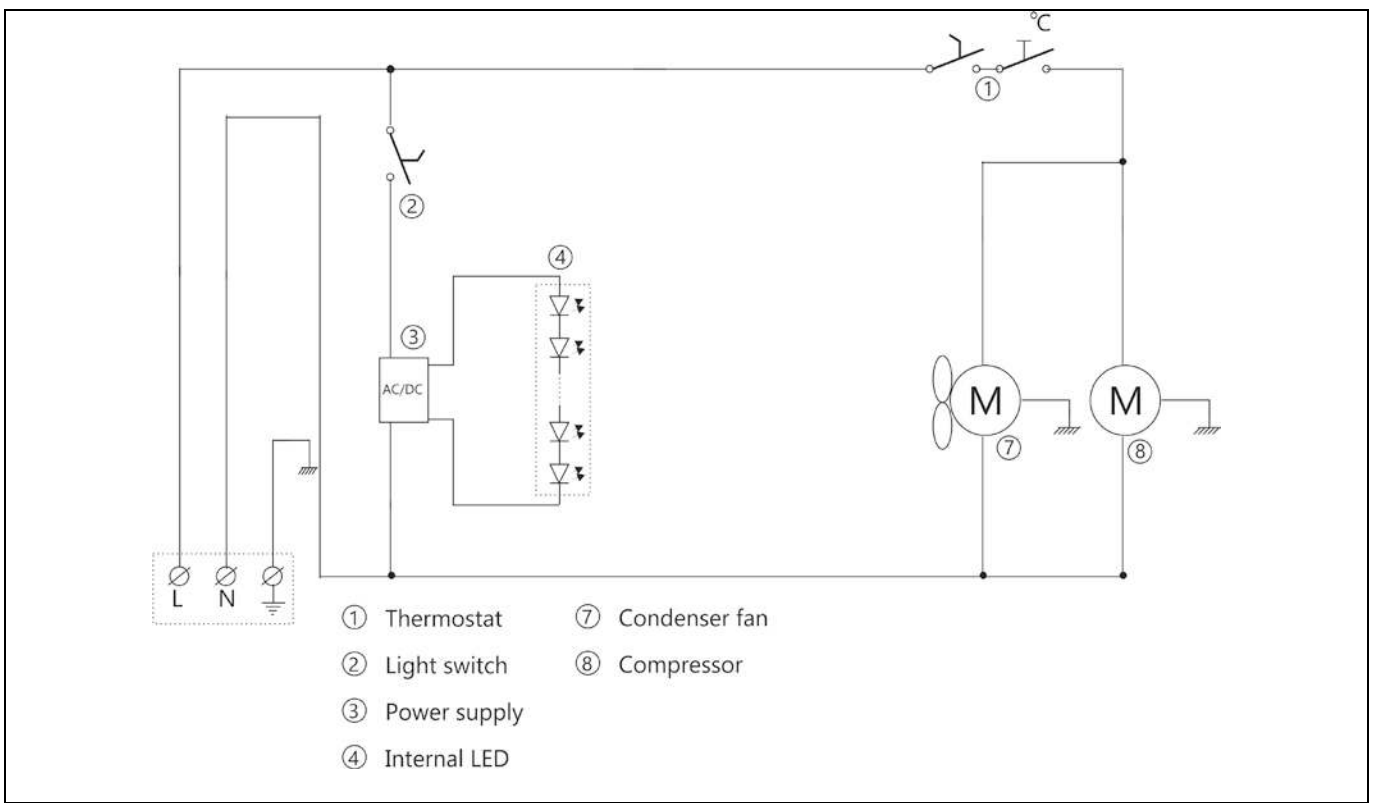 °C
①
②
④
③
AC/DC
M
M
⑦
⑧
L
N
① Thermostat
⑦ Condenser fan
② Light switch
⑧ Compressor
③ Power supply
④ Internal LED